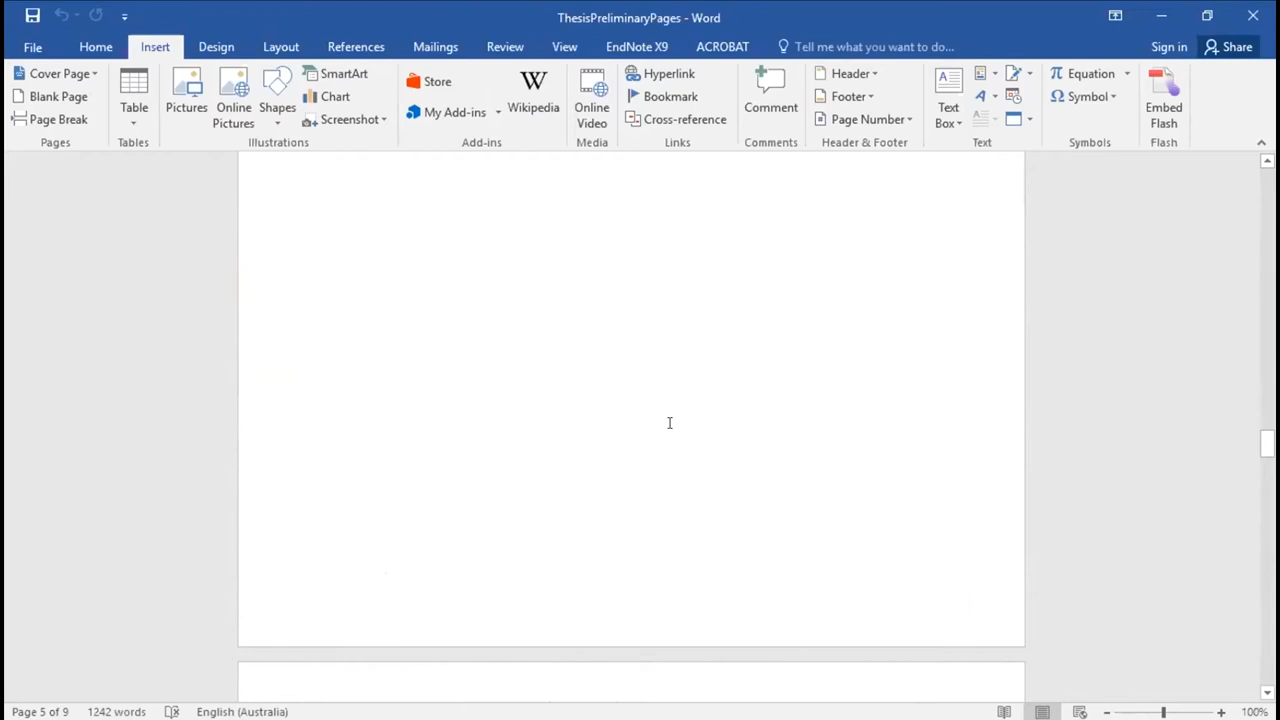 ThesisPreliminaryPages - Word
File Home Insert Design Layout References Mailings Review View EndNote X9 ACROBAT Tell me what you want to do... Sign in Share
Cover Page
Blank Page
Page Break
Pages
Table
Tables
Pictures
Online
Pictures
Shapes
SmartArt
Chart
Screenshot
Illustrations
Store
My Add-ins
W
Wikipedia
Add-ins
Online
Video
Media
Hyperlink
Bookmark
Cross-reference
Links
Comment
Comments
Header
Footer
Page Number
Header & Footer
Text
Box
Text
π Equation
Ω Symbol
Symbols
Embed
Flash
Flash
Page 5 of 9 1242 words English (Australia) 100%